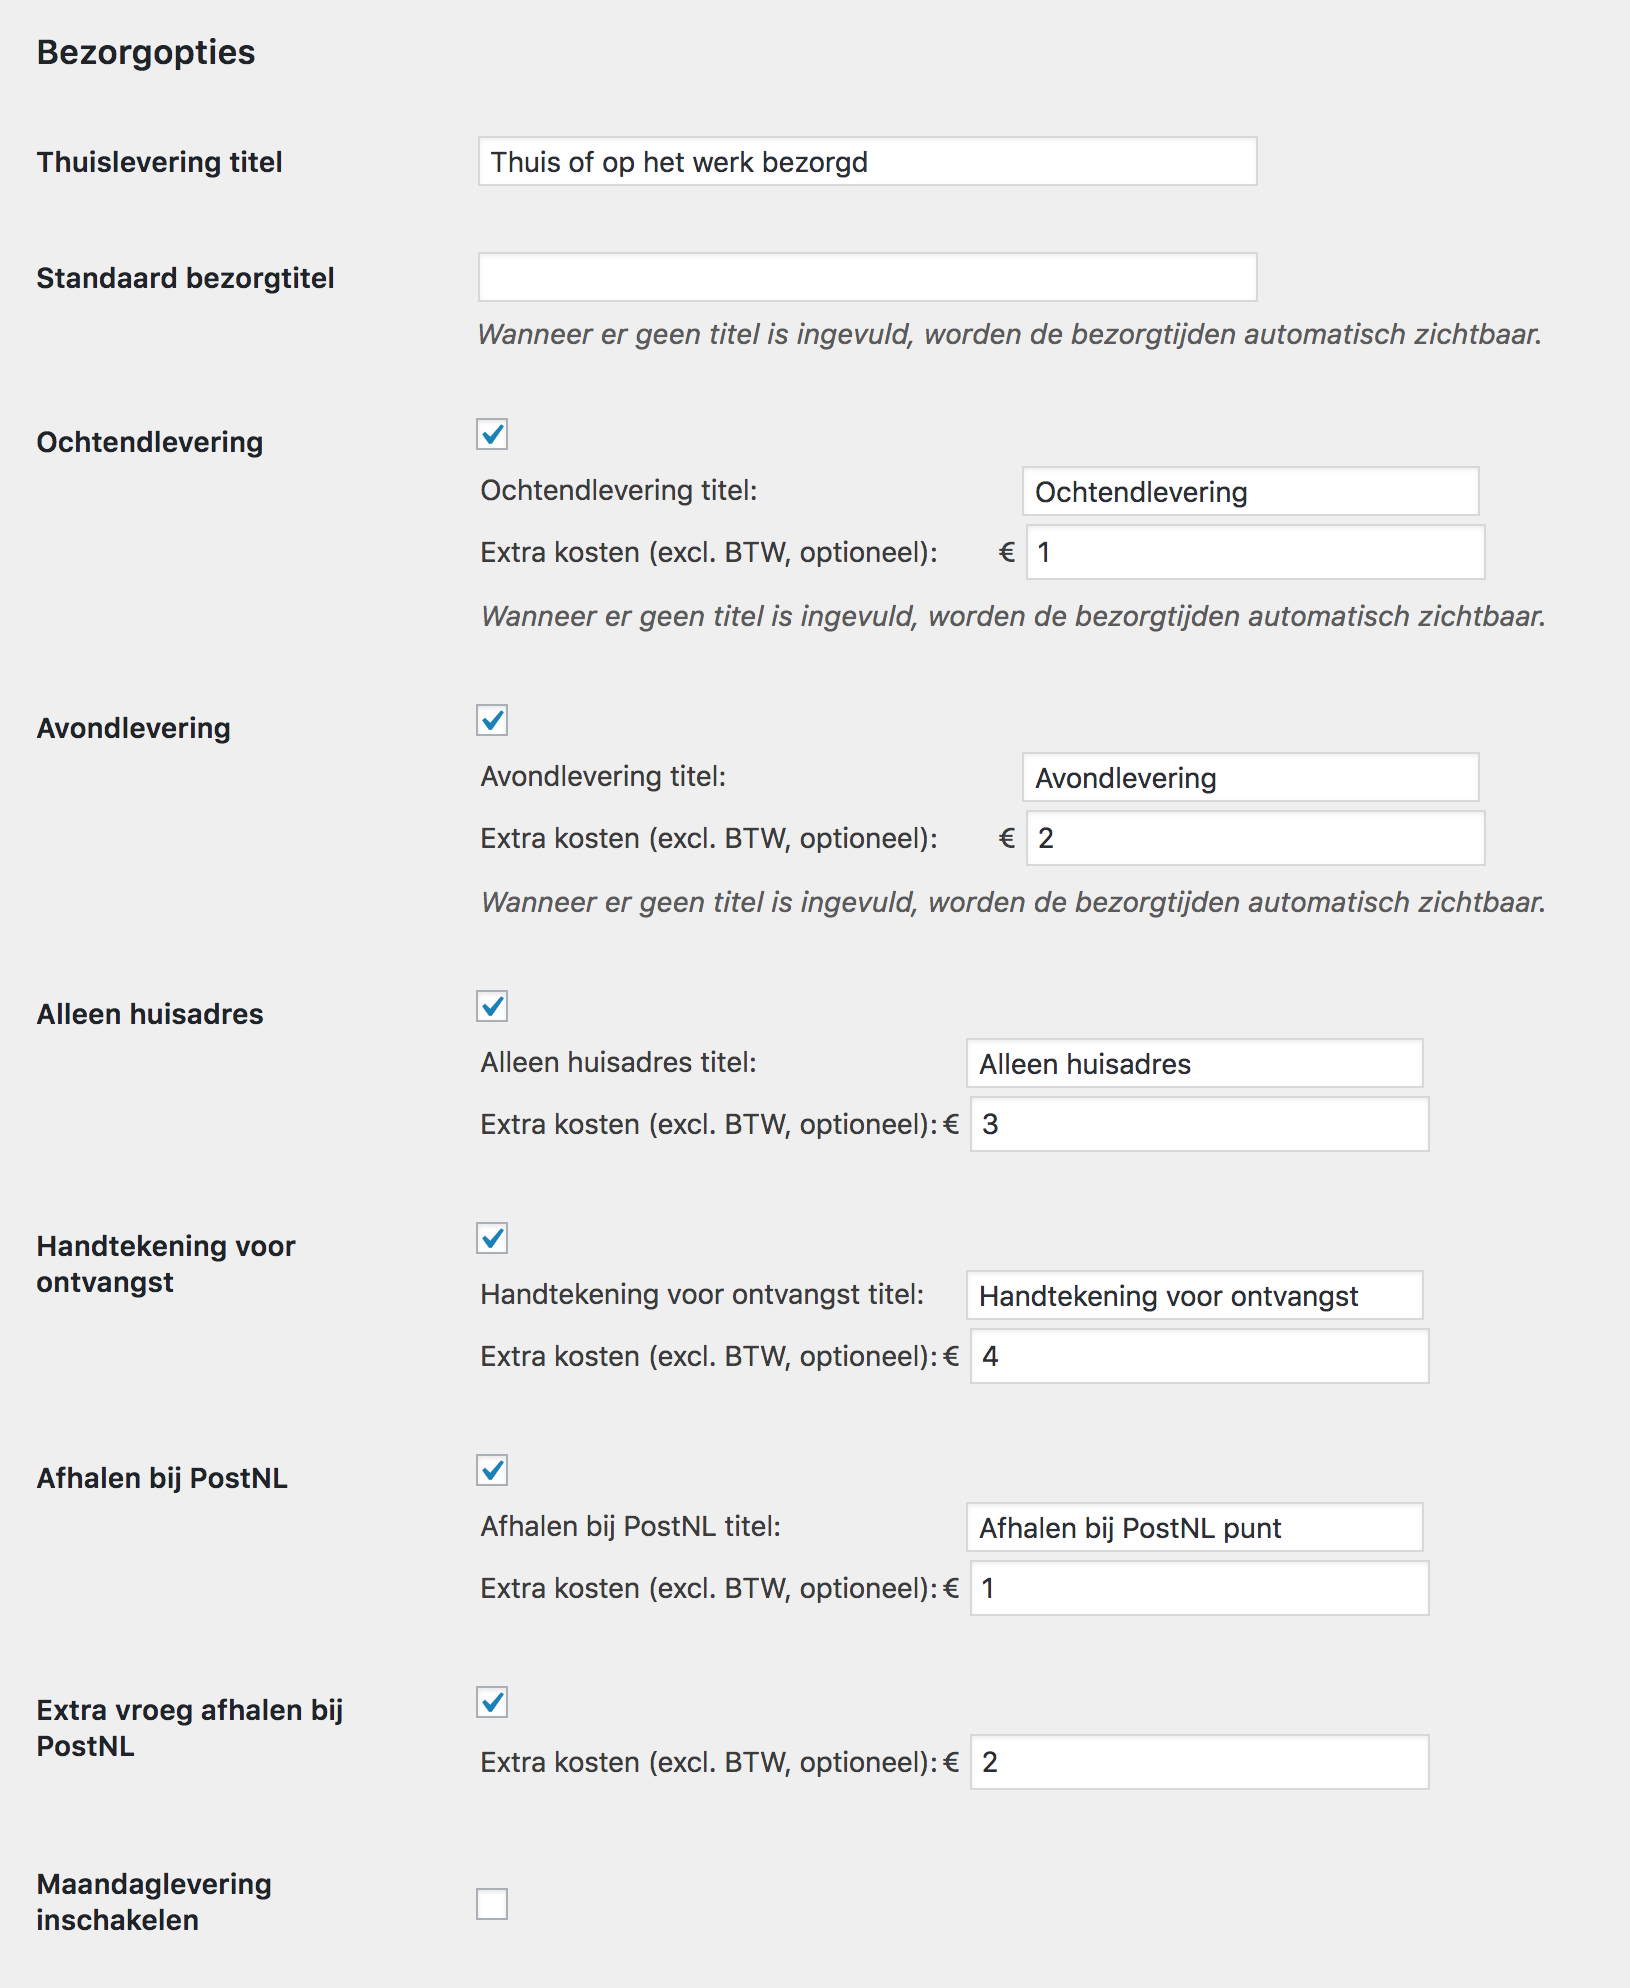 Bezorgopties
Thuislevering titel
Thuis of op het werk bezorgd
Standaard bezorgtitel
Wanneer er geen titel is ingevuld, worden de bezorgtijden automatisch zichtbaar.
Ochtendlevering
Ochtendlevering titel:
Ochtendlevering
Extra kosten (excl. BTW, optioneel): € 1
Wanneer er geen titel is ingevuld, worden de bezorgtijden automatisch zichtbaar.
Avondlevering
Avondlevering titel:
Avondlevering
Extra kosten (excl. BTW, optioneel): € 2
Wanneer er geen titel is ingevuld, worden de bezorgtijden automatisch zichtbaar.
Alleen huisadres
Alleen huisadres titel:
Alleen huisadres
Extra kosten (excl. BTW, optioneel): € 3
Handtekening voor
ontvangst
Handtekening voor ontvangst titel:
Handtekening voor ontvangst
Extra kosten (excl. BTW, optioneel): € 4
Afhalen bij PostNL
Afhalen bij PostNL titel:
Afhalen bij PostNL punt
Extra kosten (excl. BTW, optioneel): € 1
Extra vroeg afhalen bij
PostNL
Extra kosten (excl. BTW, optioneel): € 2
Maandaglevering
inschakelen